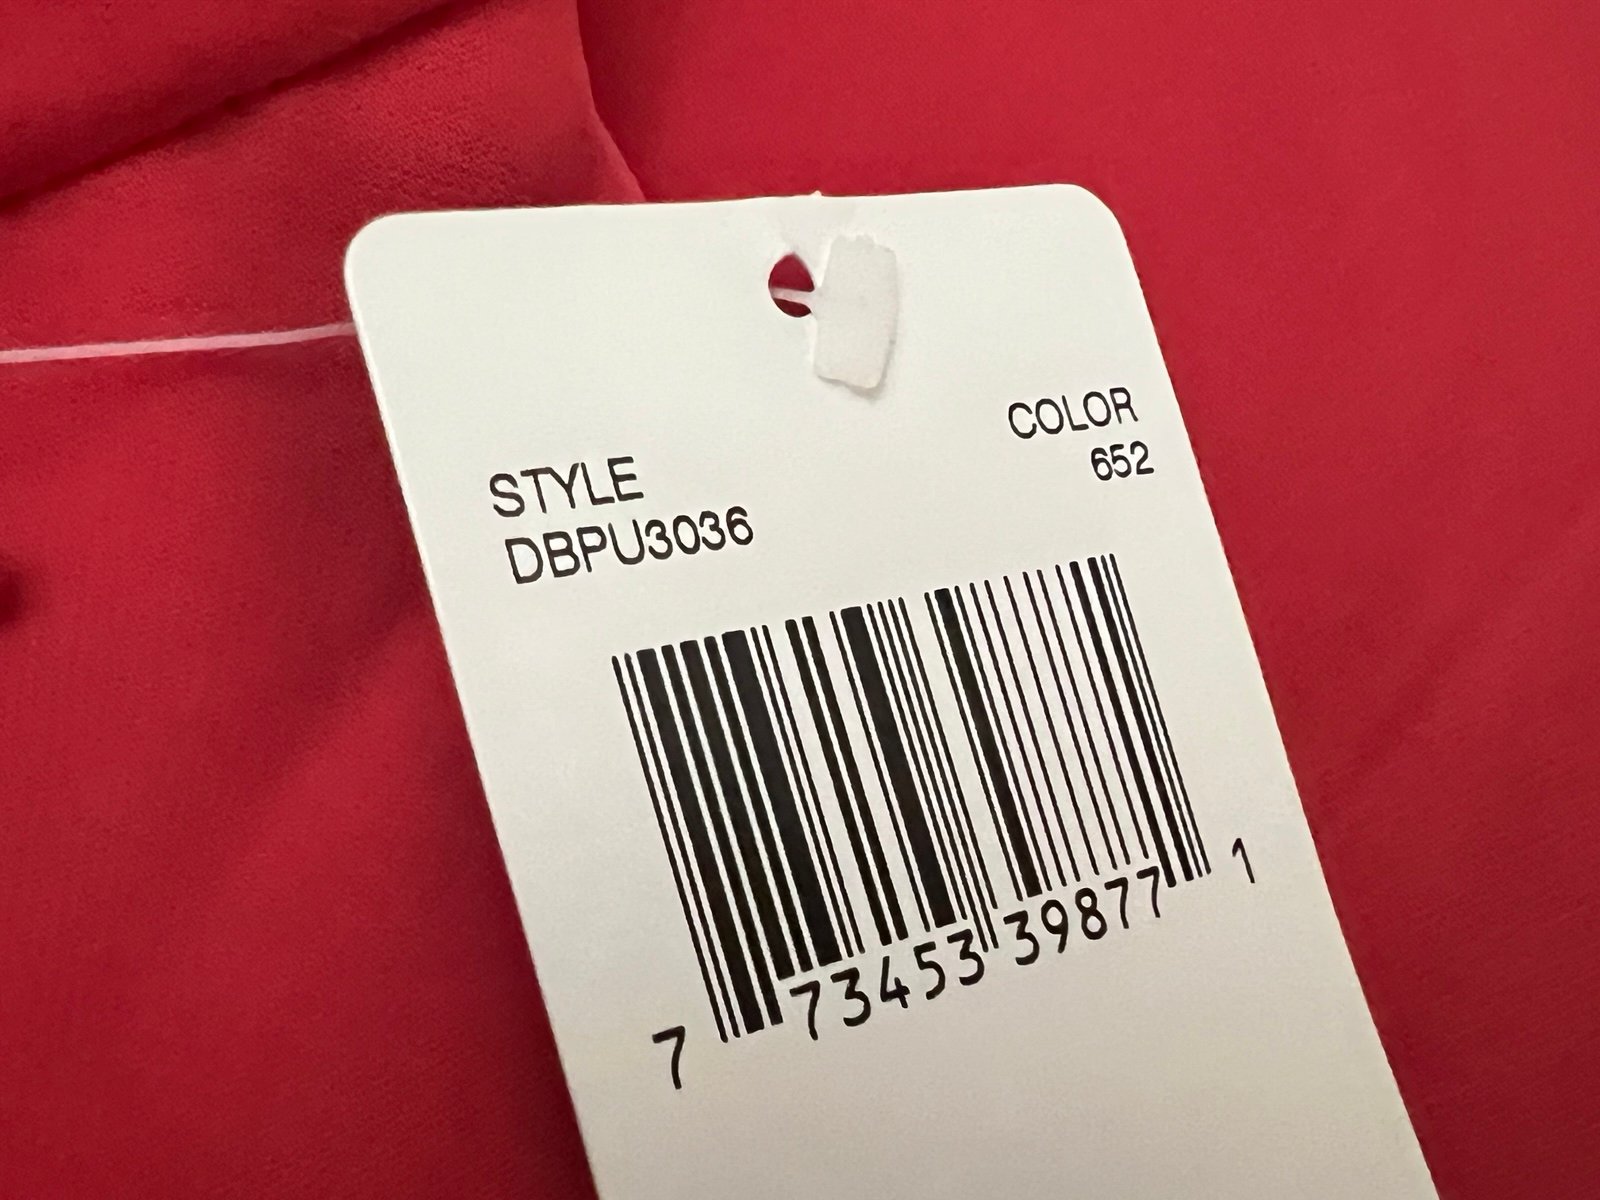 COLOR
652
STYLE
DBPU3036
7 73453 39877 1